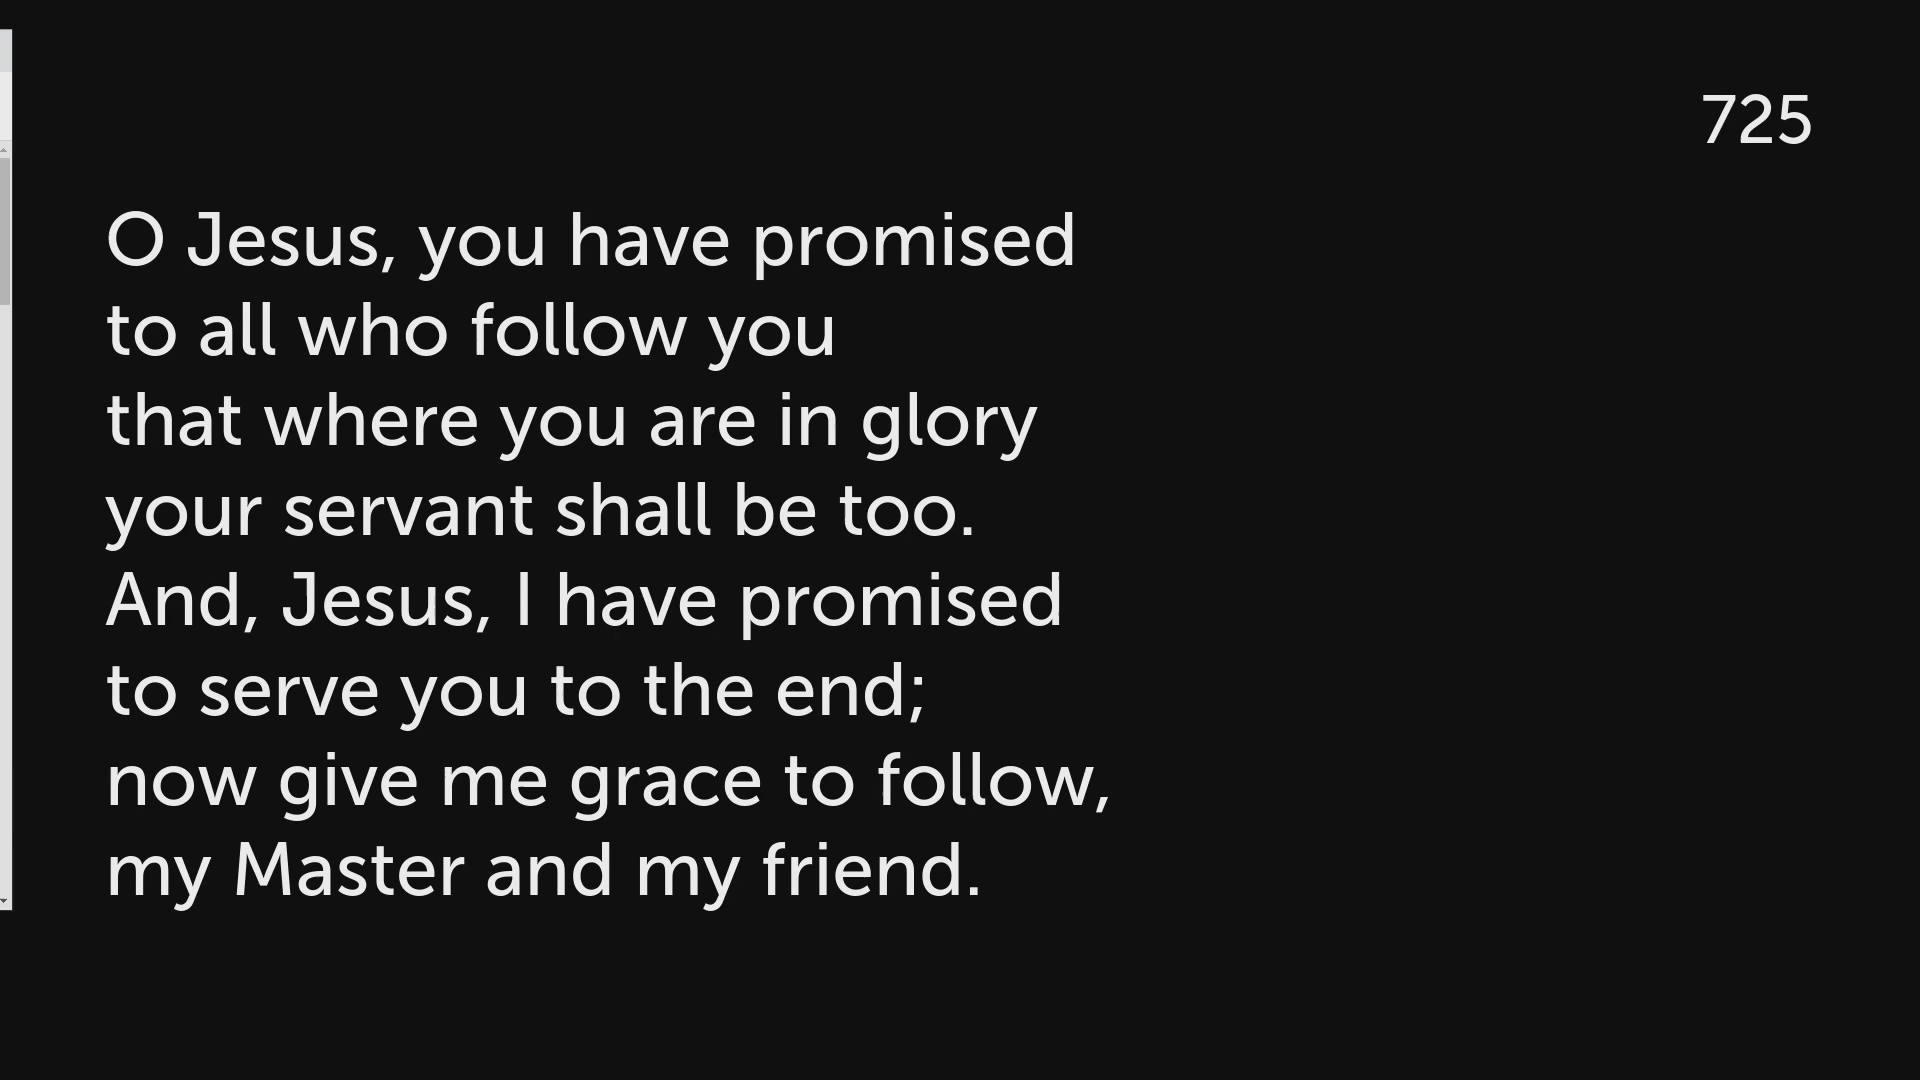 725
O Jesus, you have promised
to all who follow you
that where you are in glory
your servant shall be too.
And, Jesus, I have promised
to serve you to the end;
now give me grace to follow,
my Master and my friend.